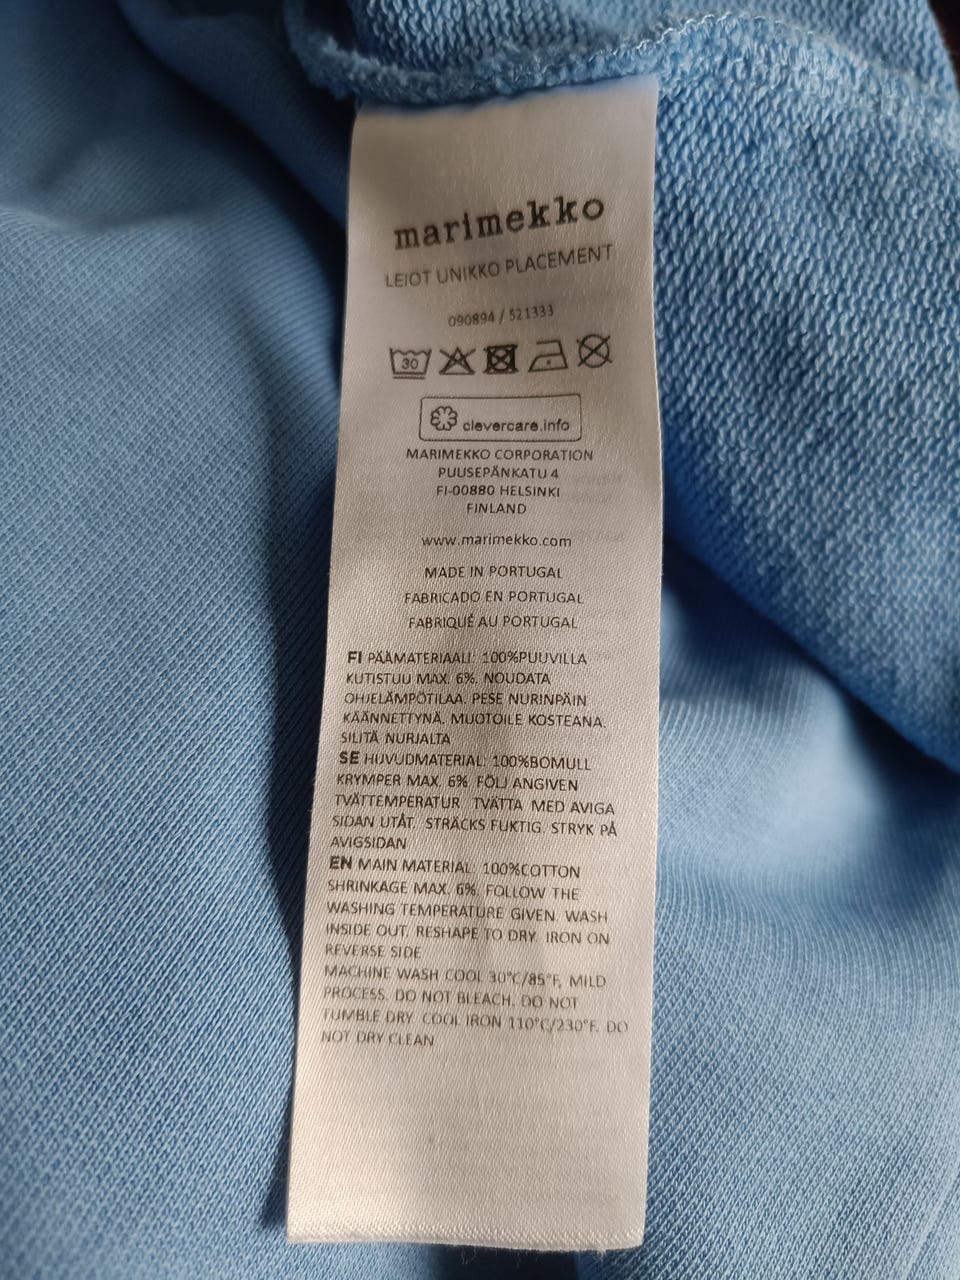 marimekko
LEIOT UNIKKO PLACEMENT
090894 / 521333
30
clevercare.info
MARIMEKKO CORPORATION
PUUSEPÄNKATU 4
FI-00880 HELSINKI
FINLAND
www.marimekko.com
MADE IN PORTUGAL
FABRICADO EN PORTUGAL
FABRIQUÉ AU PORTUGAL
FI PÄÄMATERIAALI: 100%PUUVILLA
KUTISTUU MAX. 6%. NOUDATA
OHJELÄMPÖTILAA. PESE NURINPÄIN
KÄÄNNETTYNÄ. MUOTOILE KOSTEANA.
SILITÄ NURJALTA
SE HUVUDMATERIAL: 100%BOMULL
KRYMPER MAX. 6%. FÖLJ ANGIVEN
TVÄTTEMPERATUR. TVÄTTA MED AVIGA
SIDAN UTÅT. STRÄCKS FUKTIG. STRYK PÅ
AVIGSIDAN
EN MAIN MATERIAL: 100%COTTON
SHRINKAGE MAX. 6%. FOLLOW THE
WASHING TEMPERATURE GIVEN. WASH
INSIDE OUT. RESHAPE TO DRY. IRON ON
REVERSE SIDE
MACHINE WASH COOL 30°C/85°F, MILD
PROCESS. DO NOT BLEACH. DO NOT
TUMBLE DRY. COOL IRON 110°C/230°F. DO
NOT DRY CLEAN